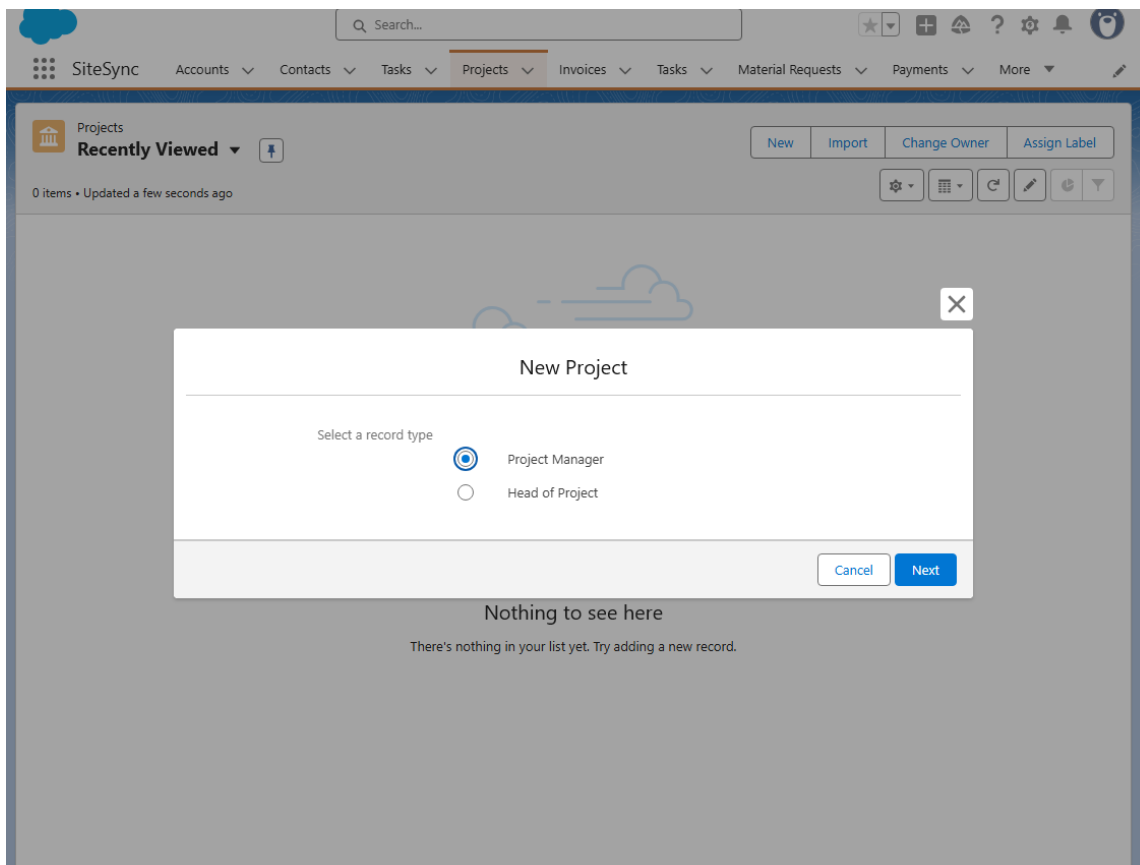 Search...
SiteSync Accounts Contacts Tasks Projects Invoices Tasks Material Requests Payments More
Projects
Recently Viewed
New Import Change Owner Assign Label
0 items • Updated a few seconds ago
New Project
Select a record type
Project Manager
Head of Project
Cancel Next
Nothing to see here
There's nothing in your list yet. Try adding a new record.